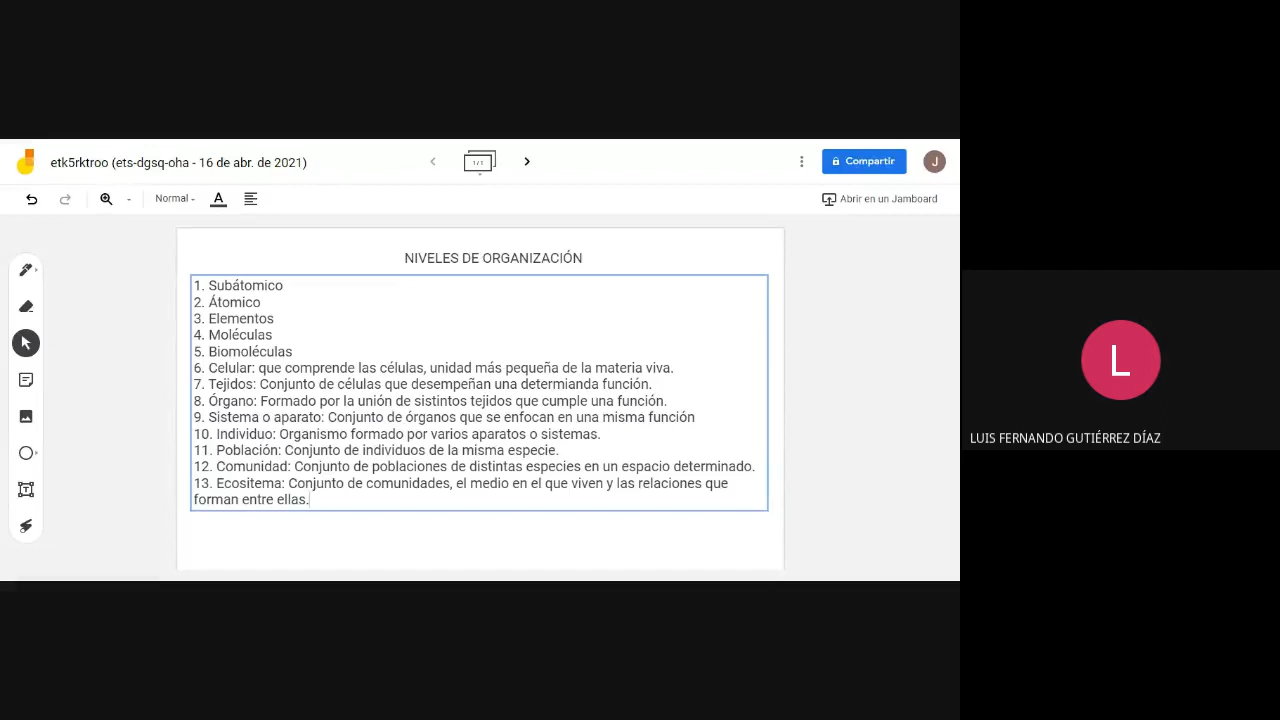 etk5rktroo (ets-dgsq-oha - 16 de abr. de 2021)
1 / 1
Compartir
J
Normal
A
Abrir en un Jamboard
NIVELES DE ORGANIZACIÓN
1. Subátomico
2. Átomico
3. Elementos
4. Moléculas
5. Biomoléculas
6. Celular: que comprende las células, unidad más pequeña de la materia viva.
7. Tejidos: Conjunto de células que desempeñan una determianda función.
8. Órgano: Formado por la unión de sistintos tejidos que cumple una función.
9. Sistema o aparato: Conjunto de órganos que se enfocan en una misma función
10. Individuo: Organismo formado por varios aparatos o sistemas.
11. Población: Conjunto de individuos de la misma especie.
12. Comunidad: Conjunto de poblaciones de distintas especies en un espacio determinado.
13. Ecositema: Conjunto de comunidades, el medio en el que viven y las relaciones que
forman entre ellas.
L
LUIS FERNANDO GUTIÉRREZ DÍAZ